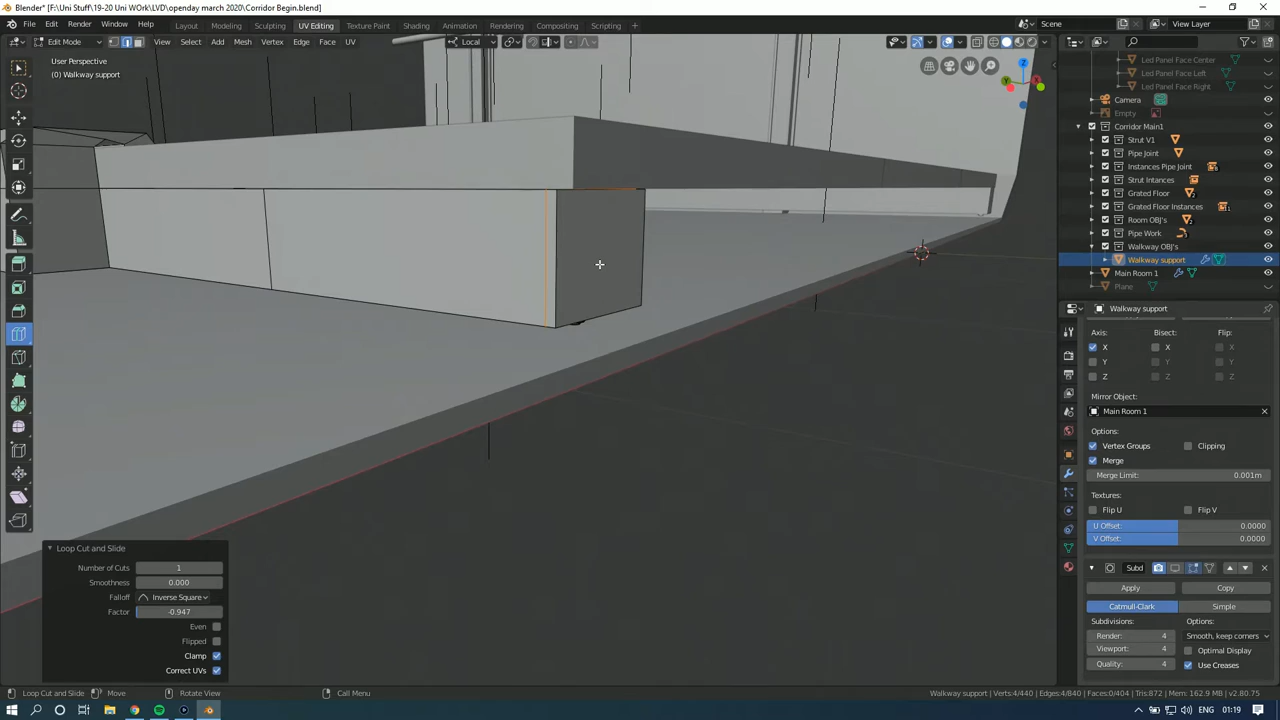 Blender* [F:\Uni Stuff\19-20 Uni WOrk\LVD\openday march 2020\Corridor Begin.blend]
File Edit Render Window Help Layout Modeling Sculpting UV Editing Texture Paint Shading Animation Rendering Compositing Scripting Scene View Layer
Edit Mode View Select Add Mesh Vertex Edge Face UV Local
User Perspective
(0) Walkway support
Led Panel Face Center
Led Panel Face Left
Led Panel Face Right
Camera
Empty
Corridor Main1
Strut V1
Pipe Joint
Instances Pipe Joint
Strut Intances
Grated Floor
Grated Floor Instances
Room OBJ's
Pipe Work
Walkway OBJ's
Walkway support
Main Room 1
Plane
Walkway support
Axis: Bisect: Flip:
X X X
Y Y Y
Z Z Z
Mirror Object:
Main Room 1
Options:
Vertex Groups Clipping
Merge
Merge Limit: 0.001m
Textures:
Flip U Flip V
U Offset: 0.0000
V Offset: 0.0000
Subd
Apply Copy
Catmull-Clark Simple
Subdivisions: Options:
Render: 4 Smooth, keep corners
Viewport: 4 Optimal Display
Quality: 4 Use Creases
Loop Cut and Slide
Number of Cuts 1
Smoothness 0.000
Falloff Inverse Square
Factor -0.947
Even
Flipped
Clamp
Correct UVs
Loop Cut and Slide Move Rotate View Call Menu Walkway support | Verts:4/440 | Edges:4/840 | Faces:0/404 | Tris:872 | Mem: 162.9 MB | v2.80.75
ENG 01:19